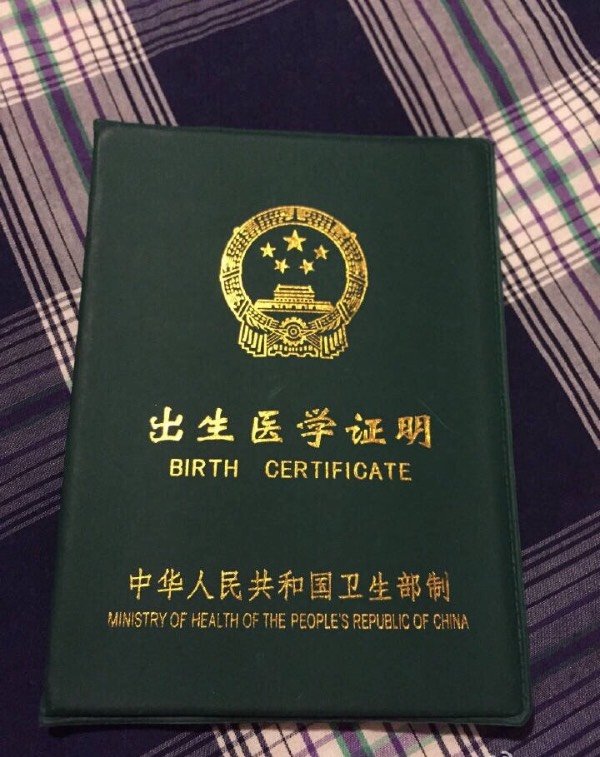 出生医学证明
BIRTH CERTIFICATE
中华人民共和国卫生部制
MINISTRY OF HEALTH OF THE PEOPLE'S REPUBLIC OF CHINA